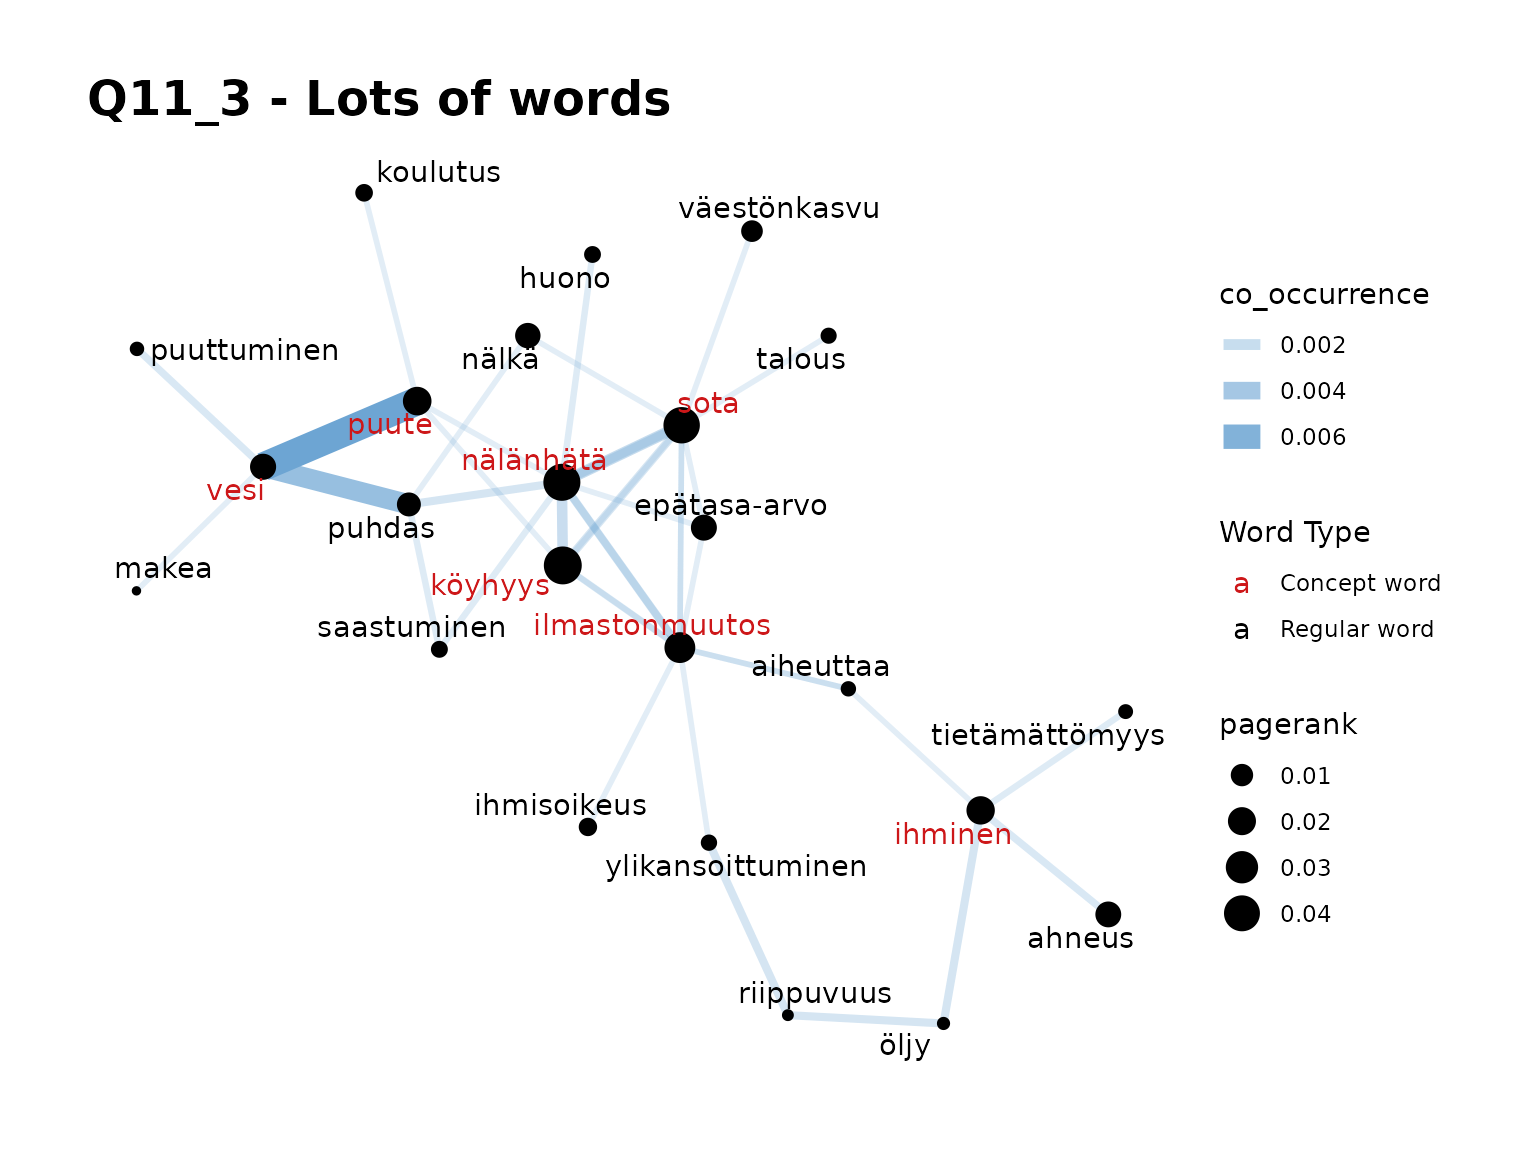 Q11_3 - Lots of words
koulutus
väestönkasvu
huono
puuttuminen
nälkä
talous
sota
puute
nälänhätä
vesi
epätasa-arvo
puhdas
makea
köyhyys
saastuminen
ilmastonmuutos
aiheuttaa
tietämättömyys
ihmisoikeus
ihminen
ylikansoittuminen
ahneus
riippuvuus
öljy
co_occurrence
0.002
0.004
0.006
Word Type
a Concept word
a Regular word
pagerank
0.01
0.02
0.03
0.04